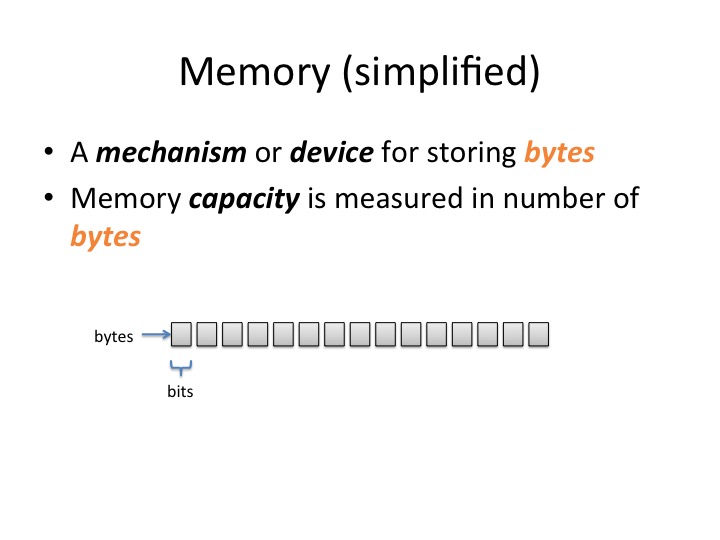 Memory (simplified)
• A mechanism or device for storing bytes
• Memory capacity is measured in number of
bytes
bytes
bits